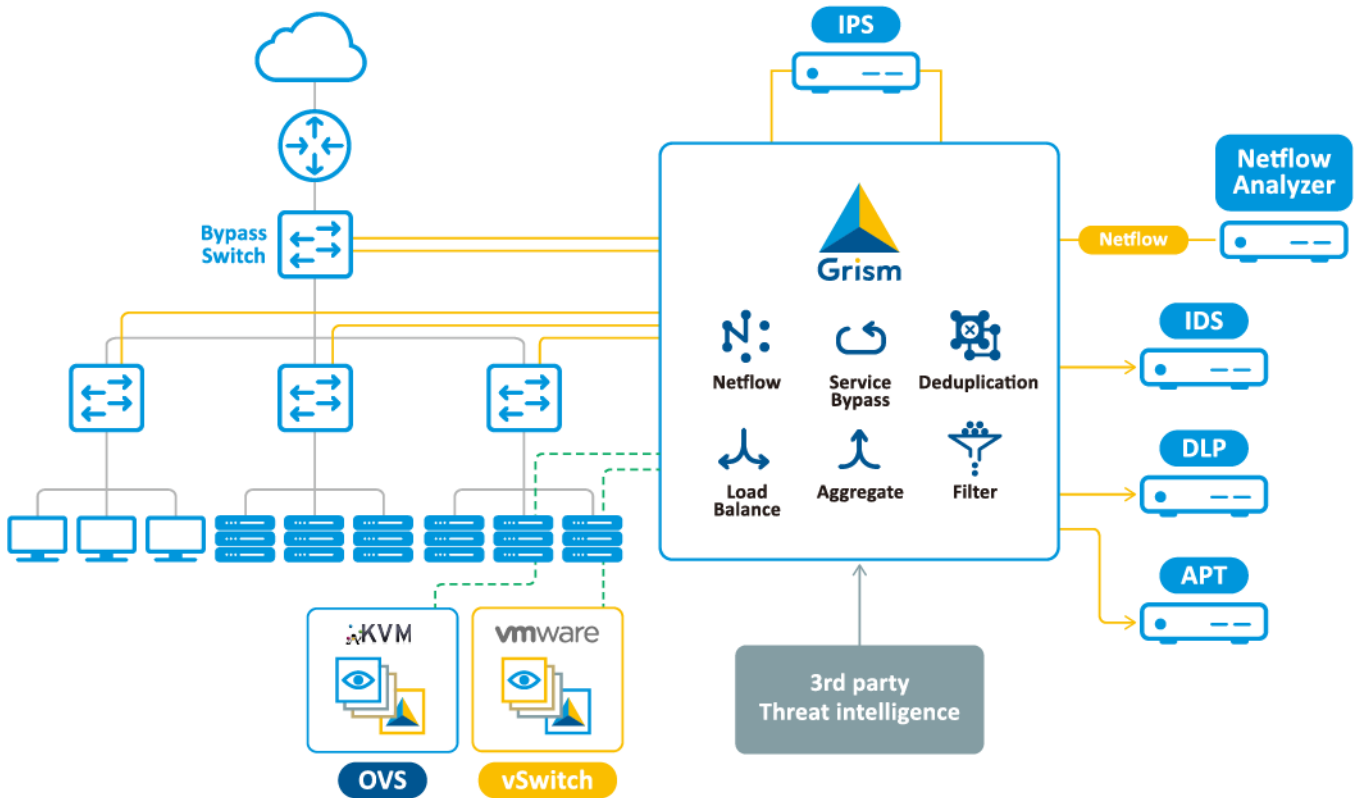 IPS
Netflow
Analyzer
Bypass
Switch
Netflow
Grism
IDS
Netflow
Service
Bypass
Deduplication
DLP
Load
Balance
Aggregate
Filter
APT
KVM
vmware
3rd party
Threat intelligence
OVS
vSwitch